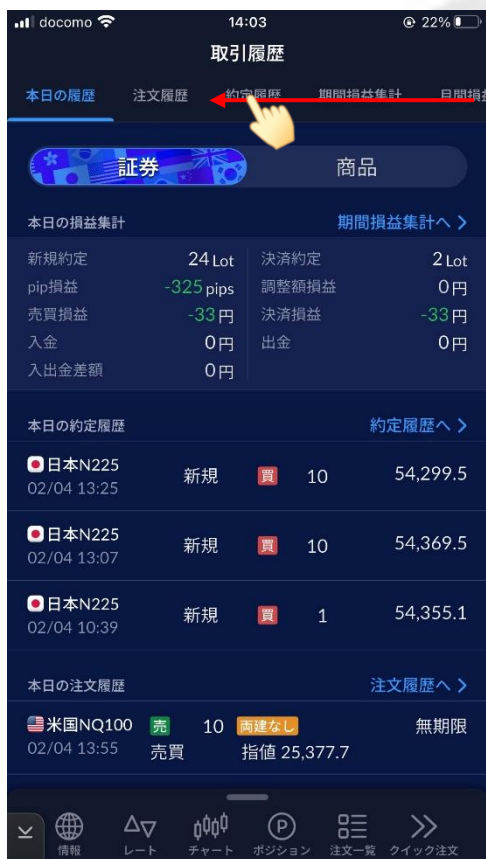 docomo 14:03 22%
取引履歴
本日の履歴 注文履歴 約定履歴 期間損益集計 月間損
証券 商品
本日の損益集計 期間損益集計へ
新規約定 24 Lot 決済約定 2 Lot
pip損益 -325 pips 調整額損益 0円
売買損益 -33円 決済損益 -33円
入金 0円 出金 0円
入出金差額 0円
本日の約定履歴 約定履歴へ
日本N225 新規 買 10 54,299.5
02/04 13:25
日本N225 新規 買 10 54,369.5
02/04 13:07
日本N225 新規 買 1 54,355.1
02/04 10:39
本日の注文履歴 注文履歴へ
米国NQ100 売 10 両建なし 無期限
02/04 13:55 売買 指値 25,377.7
情報 レート チャート P ポジション 注文一覧 クイック注文